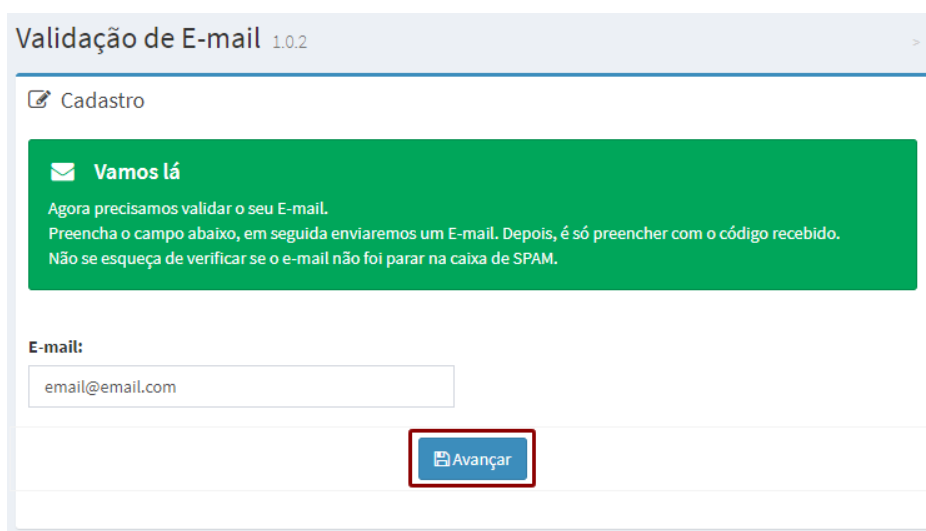 Validação de E-mail 1.0.2
>
Cadastro
Vamos lá
Agora precisamos validar o seu E-mail.
Preencha o campo abaixo, em seguida enviaremos um E-mail. Depois, é só preencher com o código recebido.
Não se esqueça de verificar se o e-mail não foi parar na caixa de SPAM.
E-mail:
email@email.com
Avançar